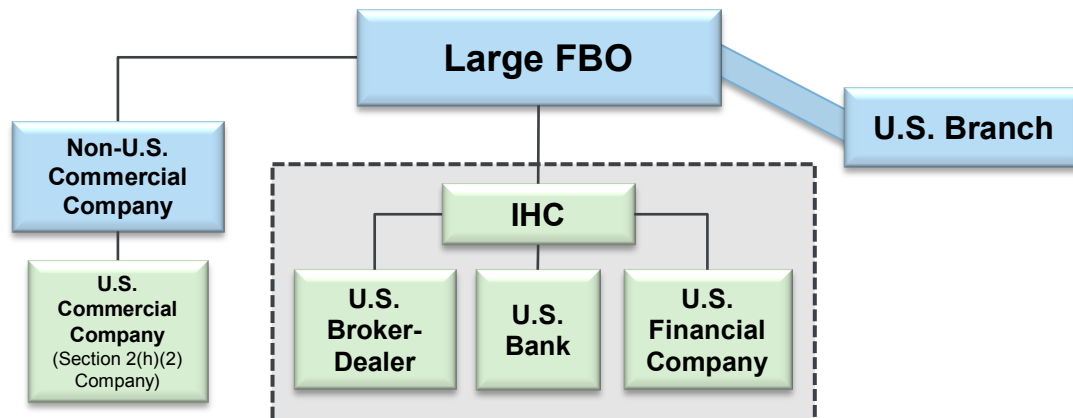 Large FBO
U.S. Branch
Non-U.S.
Commercial
Company
IHC
U.S.
Commercial
Company
(Section 2(h)(2)
Company)
U.S.
Broker-
Dealer
U.S.
Bank
U.S.
Financial
Company